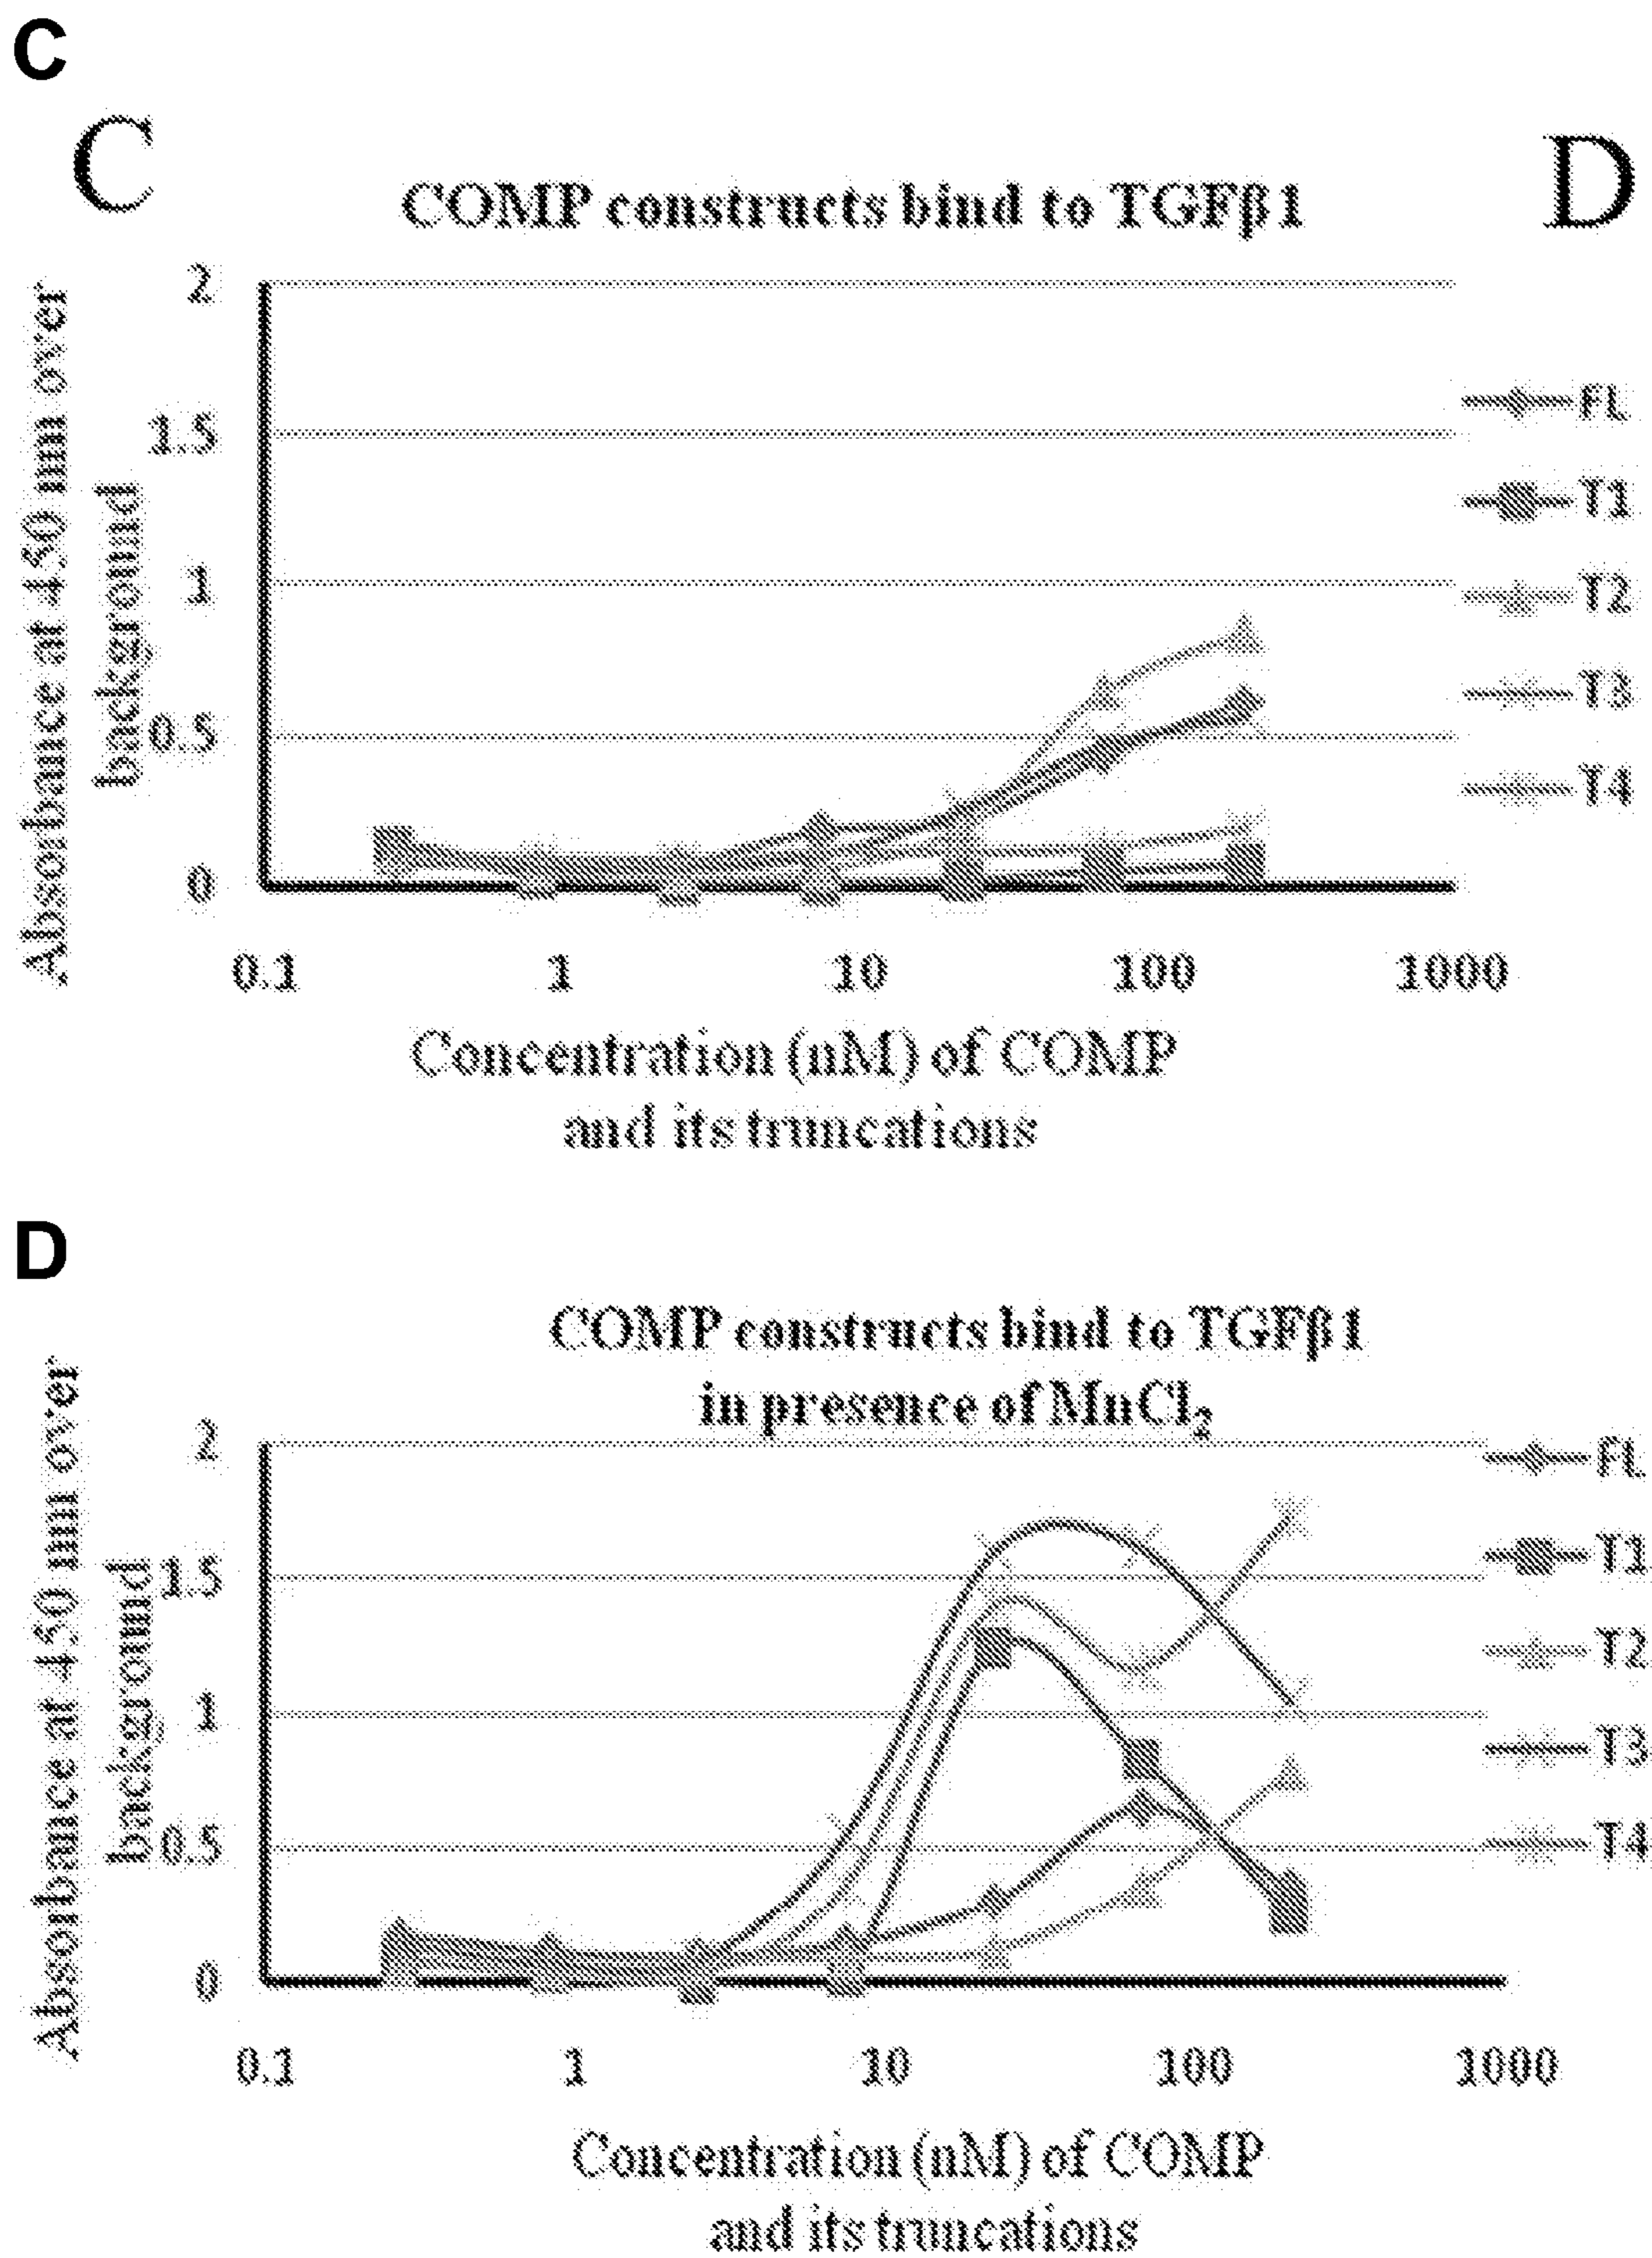 C
C
D
COMP constructs bind to TGFβ1
Absorbance at 450 nm over
background
2
1.5
1
0.5
0
0.1 1 10 100 1000
FL
T1
T2
T3
T4
Concentration (nM) of COMP
and its truncations
D
COMP constructs bind to TGFβ1
in presence of MnCl₂
Absorbance at 450 nm over
background
2
1.5
1
0.5
0
0.1 1 10 100 1000
FL
T1
T2
T3
T4
Concentration (nM) of COMP
and its truncations